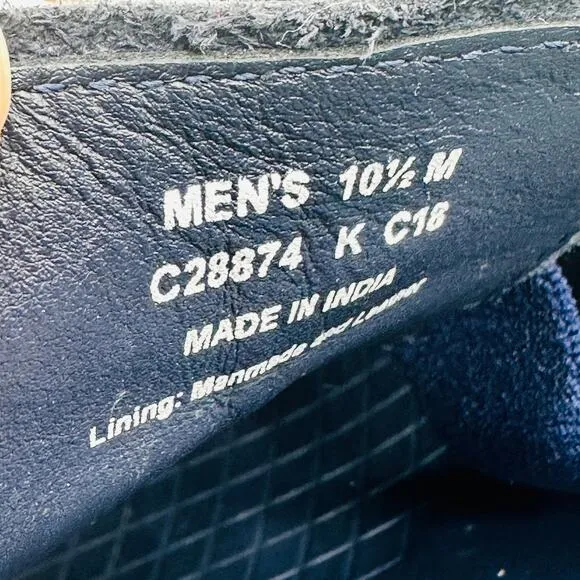 MEN'S 10½ M
C28874 K C18
MADE IN INDIA
Lining: Manmade and Leather